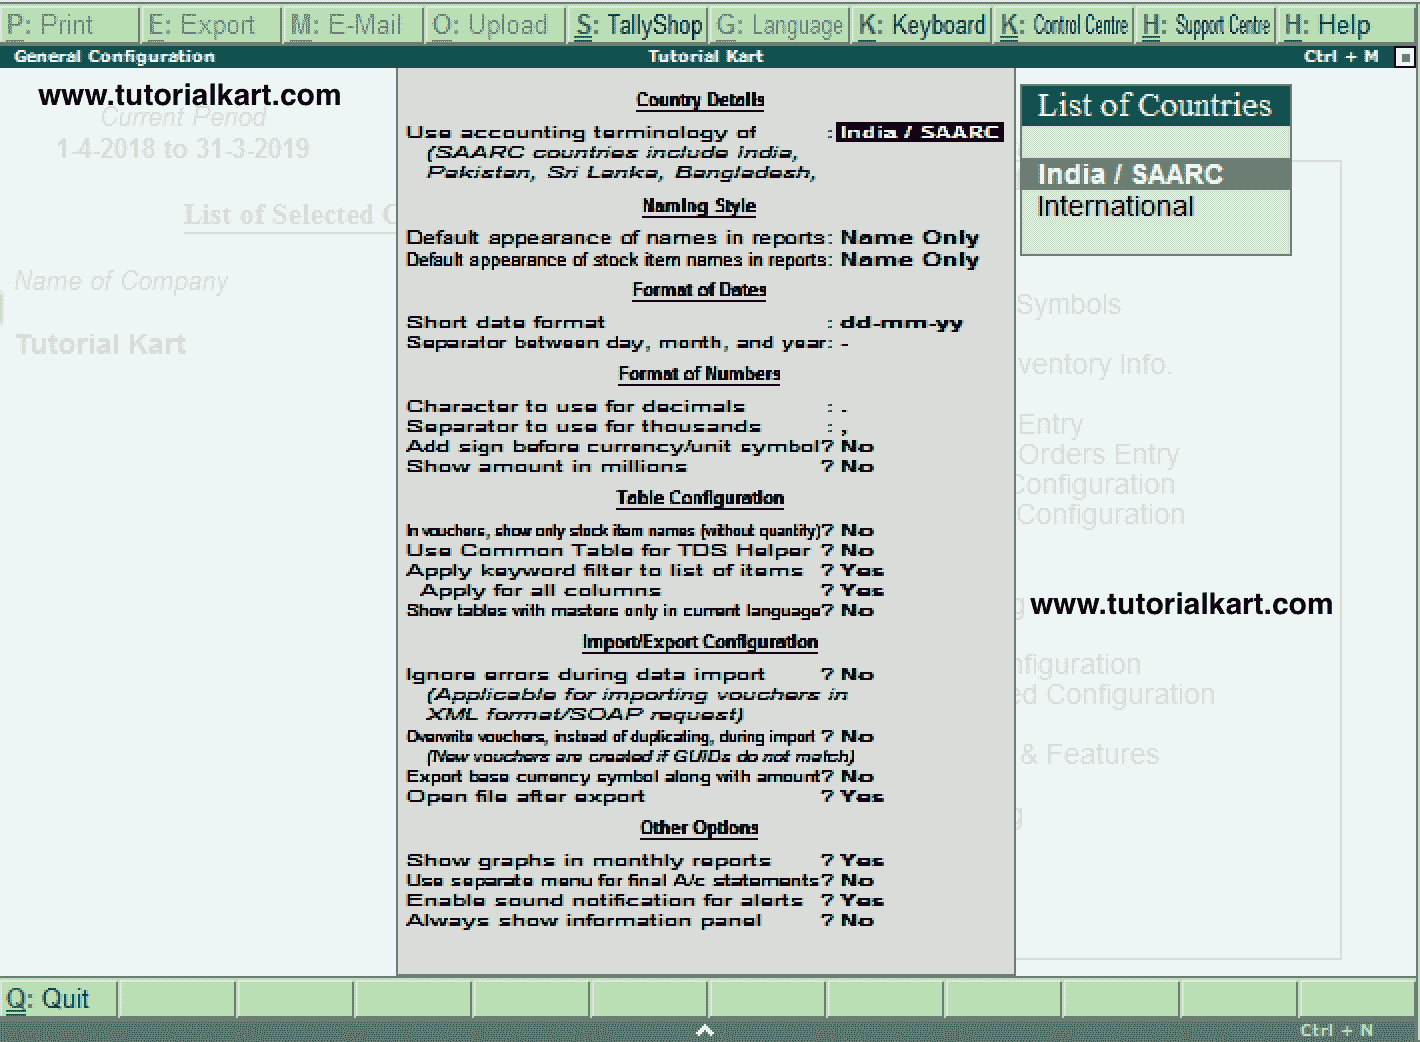 P: Print E: Export M: E-Mail O: Upload S: TallyShop G: Language K: Keyboard K: Control Centre H: Support Centre H: Help
General Configuration Tutorial Kart Ctrl + M
www.tutorialkart.com
Current Period
1-4-2018 to 31-3-2019
List of Selected C
Name of Company
Tutorial Kart
Country Details
Use accounting terminology of : India / SAARC
(SAARC countries include India,
Pakistan, Sri Lanka, Bangladesh,
Naming Style
Default appearance of names in reports: Name Only
Default appearance of stock item names in reports: Name Only
Format of Dates
Short date format : dd-mm-yy
Separator between day, month, and year: -
Format of Numbers
Character to use for decimals : .
Separator to use for thousands : ,
Add sign before currency/unit symbol? No
Show amount in millions ? No
Table Configuration
In vouchers, show only stock item names (without quantity)? No
Use Common Table for TDS Helper ? No
Apply keyword filter to list of items ? Yes
Apply for all columns ? Yes
Show tables with masters only in current language? No
Import/Export Configuration
Ignore errors during data import ? No
(Applicable for importing vouchers in
XML format/SOAP request)
Overwrite vouchers, instead of duplicating, during import ? No
(New vouchers are created if GUIDs do not match)
Export base currency symbol along with amount? No
Open file after export ? Yes
Other Options
Show graphs in monthly reports ? Yes
Use separate menu for final A/c statements? No
Enable sound notification for alerts ? Yes
Always show information panel ? No
List of Countries
India / SAARC
International
Symbols
ventory Info.
Entry
Orders Entry
Configuration
Configuration
g www.tutorialkart.com
nfiguration
ed Configuration
& Features
g
Q: Quit
Ctrl + N